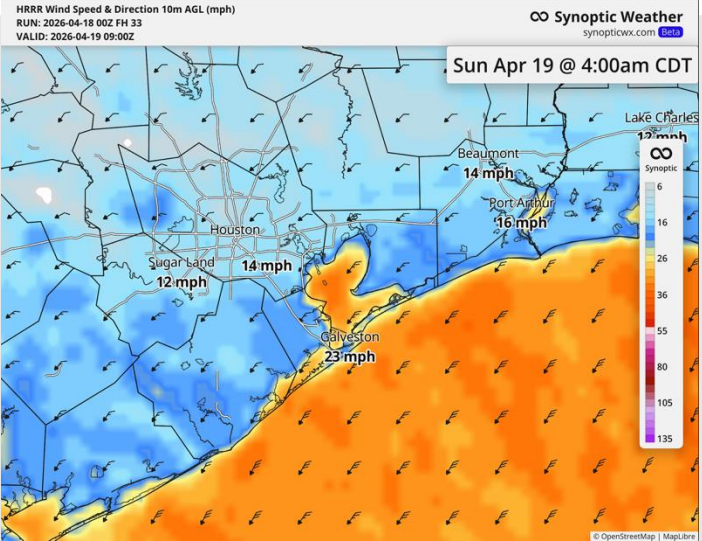 HRRR Wind Speed & Direction 10m AGL (mph)
RUN: 2026-04-18 00Z FH 33
VALID: 2026-04-19 09:00Z
Synoptic Weather
synopticwx.com Beta
Sun Apr 19 @ 4:00am CDT
Lake Charles
12 mph
Beaumont
14 mph
Port Arthur
16 mph
Houston
14 mph
Sugar Land
12 mph
Galveston
23 mph
Synoptic
6
16
26
36
55
80
105
135
© OpenStreetMap | MapLibre